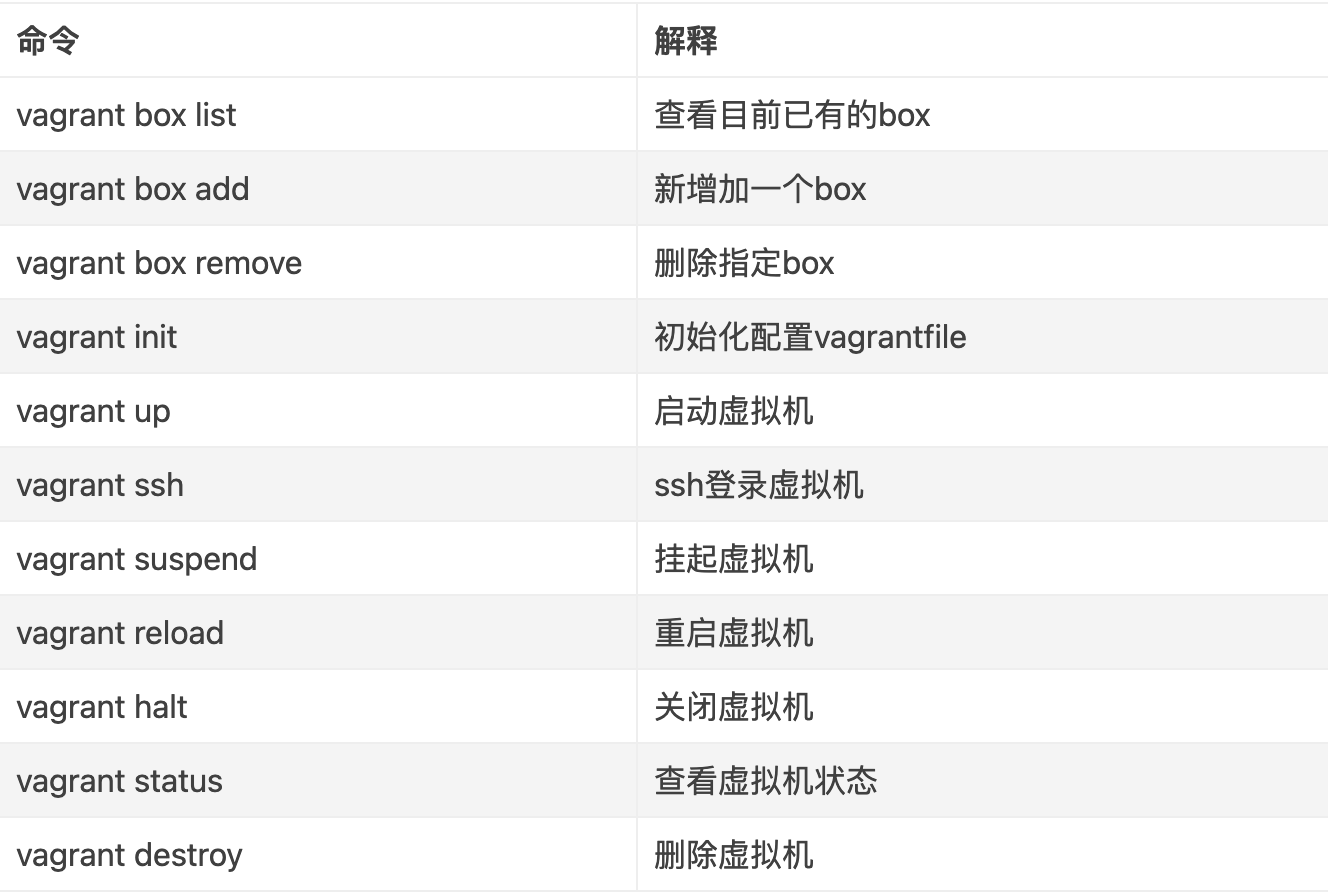 命令 解释
vagrant box list 查看目前已有的box
vagrant box add 新增加一个box
vagrant box remove 删除指定box
vagrant init 初始化配置vagrantfile
vagrant up 启动虚拟机
vagrant ssh ssh登录虚拟机
vagrant suspend 挂起虚拟机
vagrant reload 重启虚拟机
vagrant halt 关闭虚拟机
vagrant status 查看虚拟机状态
vagrant destroy 删除虚拟机